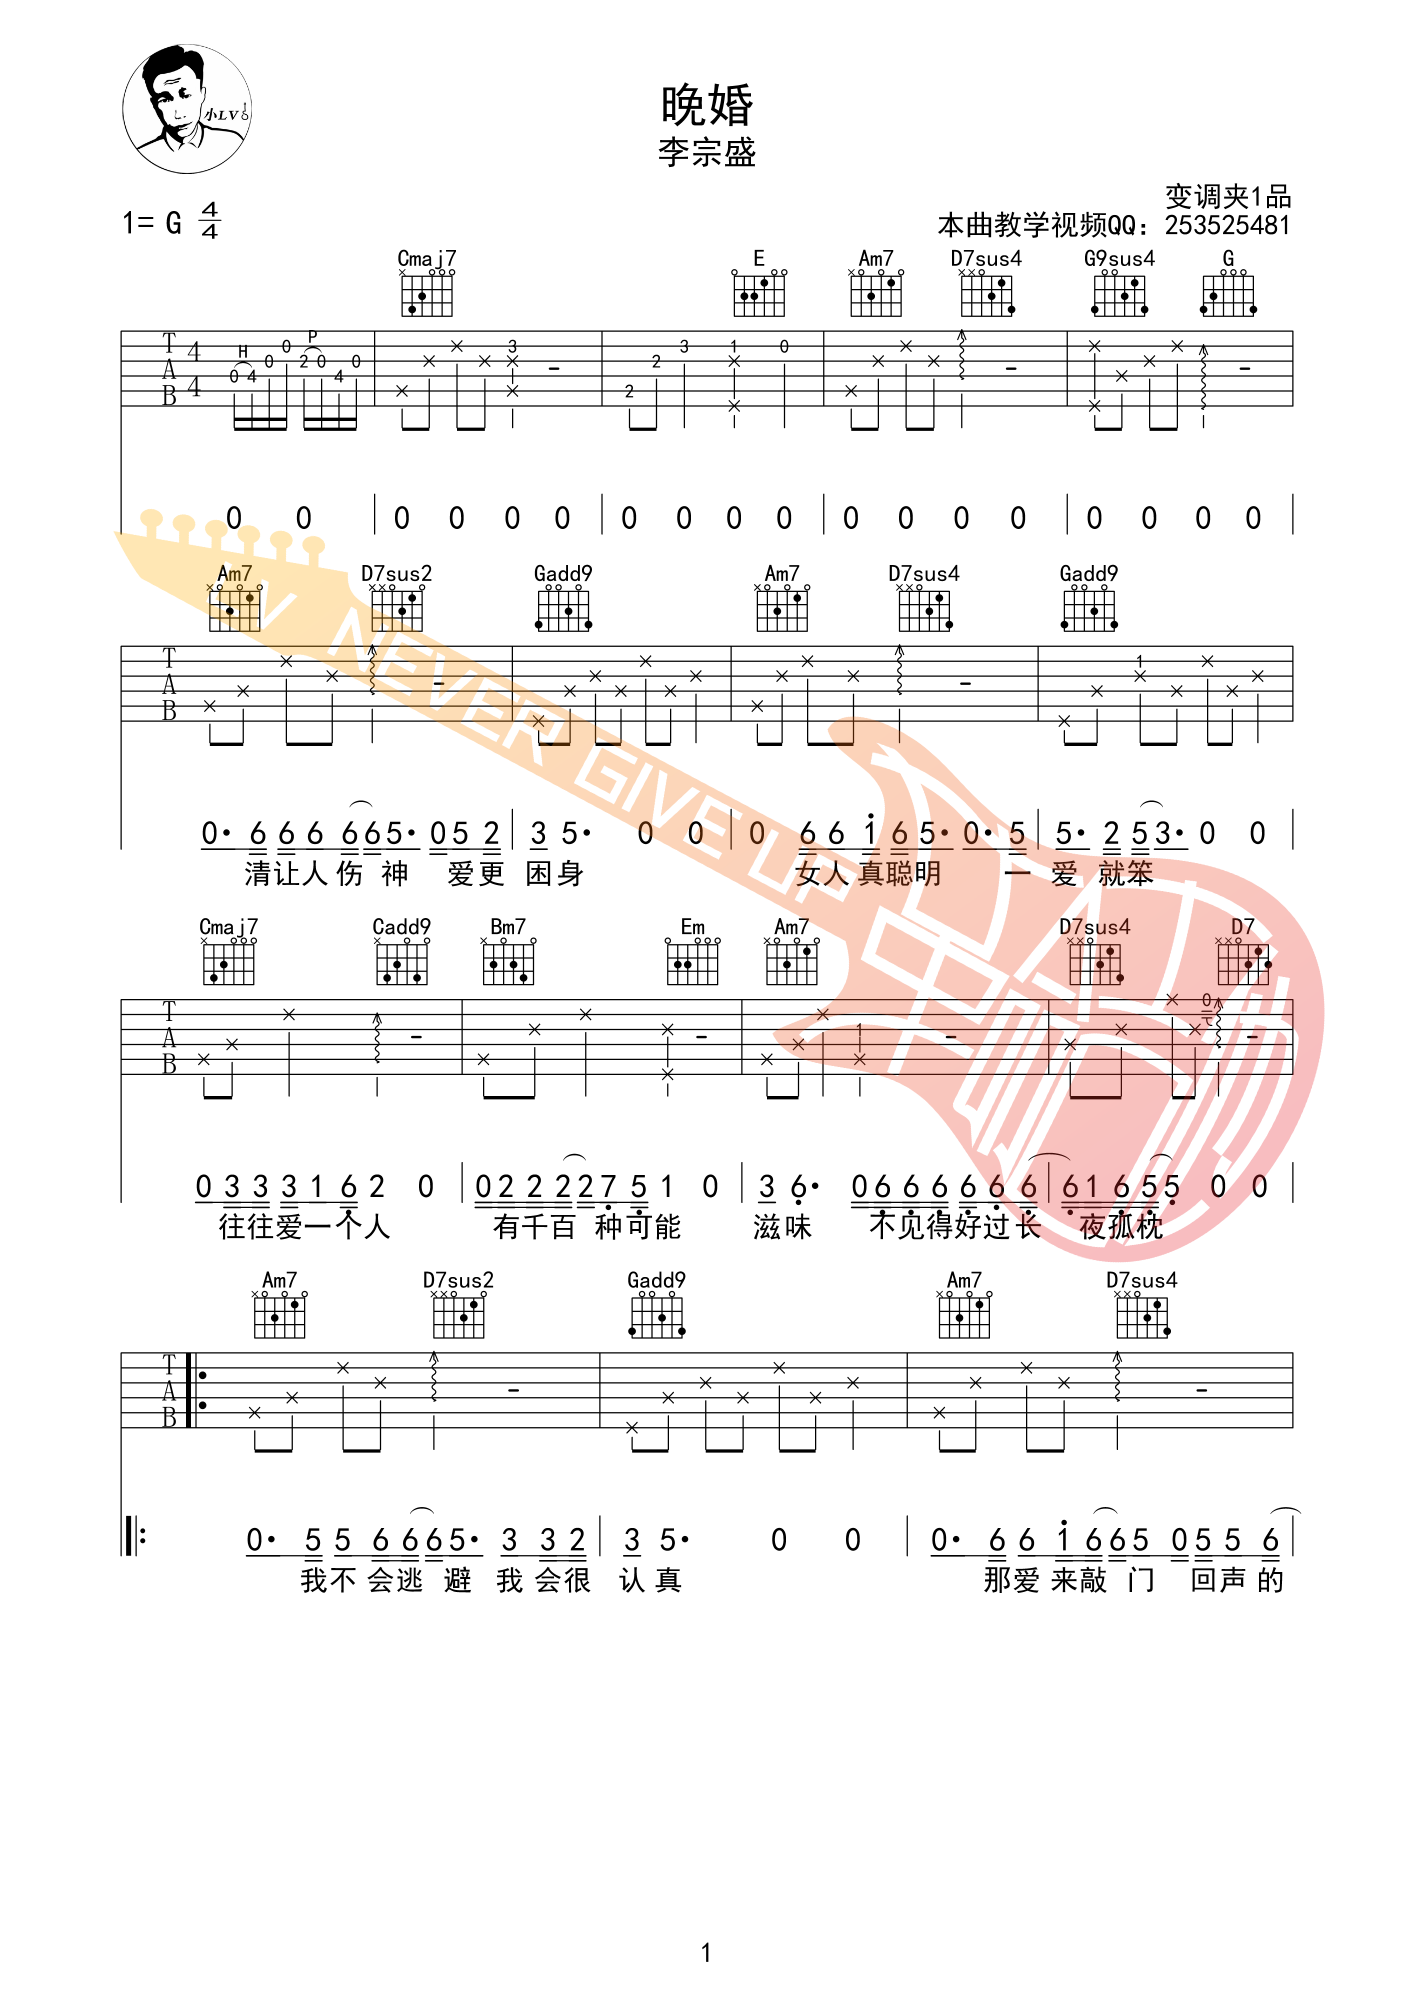 小LV
晚婚
李宗盛
变调夹1品
1= G 4/4
本曲教学视频QQ：253525481
Cmaj7 E Am7 D7sus4 G9sus4 G
H P
T A B 4 4 0 4 0 0 2 0 4 0 3 2 2 3 1 0
0 0 0 0 0 0 0 0 0 0 0 0 0 0 0 0 0 0
Am7 D7sus2 Gadd9 Am7 D7sus4 Gadd9
LV NEVER GIVE UP
T A B 1
0· 6 6 6 6 6 5· 0 5 2 3 5· 0 0 0 6 6 1 6 5· 0· 5 5· 2 5 3· 0 0
清让人伤 神 爱更 困身 女人真聪明 一 爱 就笨
Cmaj7 Cadd9 Bm7 Em Am7 D7sus4 D7
T A B 1 0
0 3 3 3 1 6 2 0 0 2 2 2 2 7 5 1 0 3 6· 0 6 6 6 6 6 6 6 1 6 5 5 0 0
往往爱一个人 有千百 种可能 滋味 不见得好过长 夜孤枕
Am7 D7sus2 Gadd9 Am7 D7sus4
T A B
0· 5 5 6 6 6 5· 3 3 2 3 5· 0 0 0· 6 6 1 6 6 5 0 5 5 6
我不 会逃 避 我 会很 认真 那爱 来敲 门 回声的
1